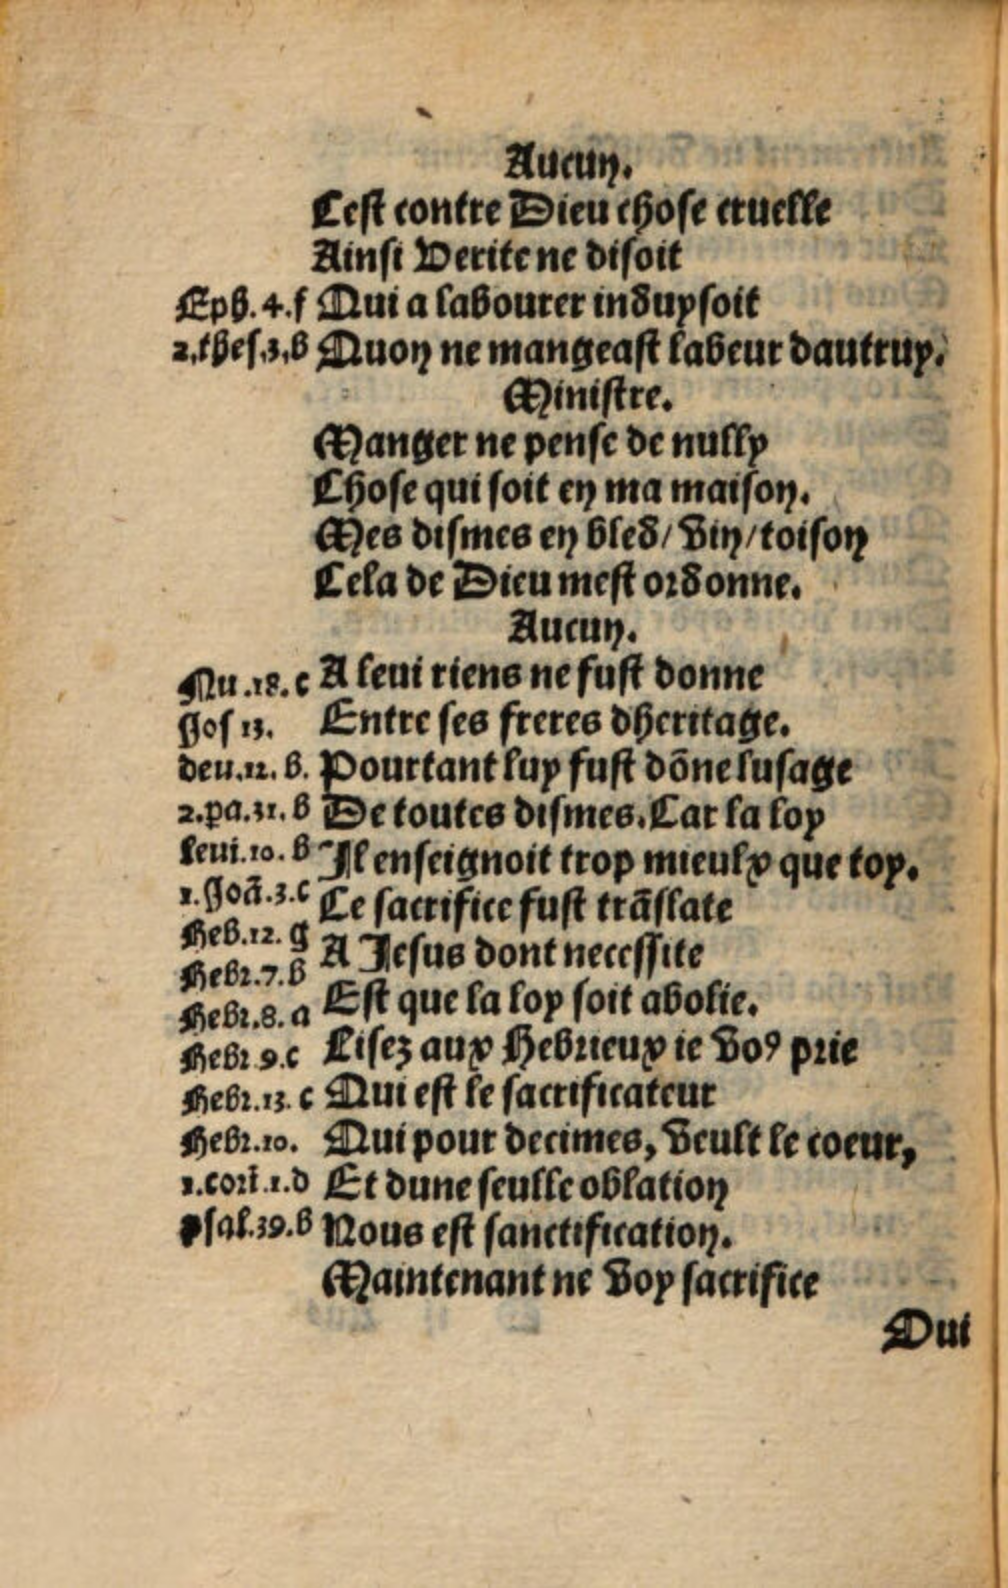 Aucun.
Cest contre Dieu chose cruelle
Ainsi Verite ne disoit
Eph. 4. f Qui a labourer induysoit
2. thes. 3. b Quon ne mangeast labeur dautruy.
Ministre.
Manger ne pense de nully
Chose qui soit en ma maison.
Mes dismes en bled/ vin/ toison
Cela de Dieu mest ordonne.
Aucun.
Nu. 18. c A leui riens ne fust donne
Jos 13. Entre ses freres dheritage.
deu. 12. b. Pourtant luy fust dōne lusage
2. pa. 31. b De toutes dismes. Car la loy
leui. 10. b Il enseignoit trop mieulx que toy.
1. Joā. 3. c Ce sacrifice fust trāslate
Heb. 12. g A Jesus dont necessite
Hebr. 7. b Est que la loy soit abolie.
Hebr. 8. a Lisez aux Hebrieux ie voꝰ prie
Hebr 9. c Qui est le sacrificateur
Hebr. 13. c Qui pour decimes, veult le coeur,
Hebr. 10. Et dune seulle oblation
1. cori. 1. d Nous est sanctification.
psal. 39. b Maintenant ne voy sacrifice
Qui